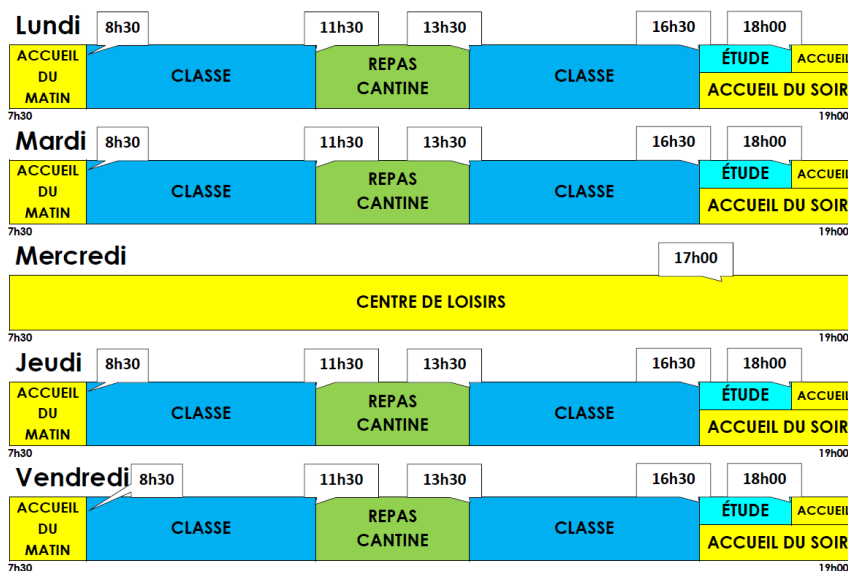 Lundi
8h30 11h30 13h30 16h30 18h00
ACCUEIL
DU
MATIN
CLASSE
REPAS
CANTINE
CLASSE
ÉTUDE
ACCUEIL
ACCUEIL DU SOIR
7h30 19h00
Mardi
8h30 11h30 13h30 16h30 18h00
ACCUEIL
DU
MATIN
CLASSE
REPAS
CANTINE
CLASSE
ÉTUDE
ACCUEIL
ACCUEIL DU SOIR
7h30 19h00
Mercredi
17h00
CENTRE DE LOISIRS
7h30 19h00
Jeudi
8h30 11h30 13h30 16h30 18h00
ACCUEIL
DU
MATIN
CLASSE
REPAS
CANTINE
CLASSE
ÉTUDE
ACCUEIL
ACCUEIL DU SOIR
7h30 19h00
Vendredi
8h30 11h30 13h30 16h30 18h00
ACCUEIL
DU
MATIN
CLASSE
REPAS
CANTINE
CLASSE
ÉTUDE
ACCUEIL
ACCUEIL DU SOIR
7h30 19h00